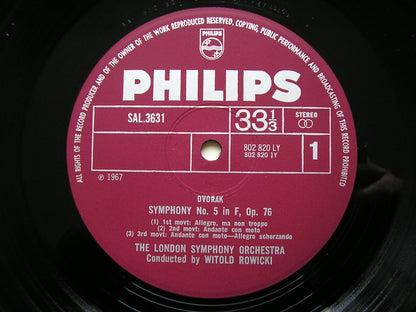 ALL RIGHTS OF THE RECORD PRODUCER AND OF THE OWNER OF THE WORK REPRODUCED RESERVED. COPYING, PUBLIC PERFORMANCE AND BROADCASTING OF THIS RECORD PROHIBITED
PHILIPS
PHILIPS
SAL.3631
33 1/3
STEREO
802 820 LY
802 820 1Y
1
℗ 1967
DVORAK
SYMPHONY No. 5 in F, Op. 76
(1) 1st movt: Allegro, ma non troppo
(2) 2nd movt: Andante con moto
(3) 3rd movt: Andante con moto—Allegro scherzando
THE LONDON SYMPHONY ORCHESTRA
Conducted by WITOLD ROWICKI